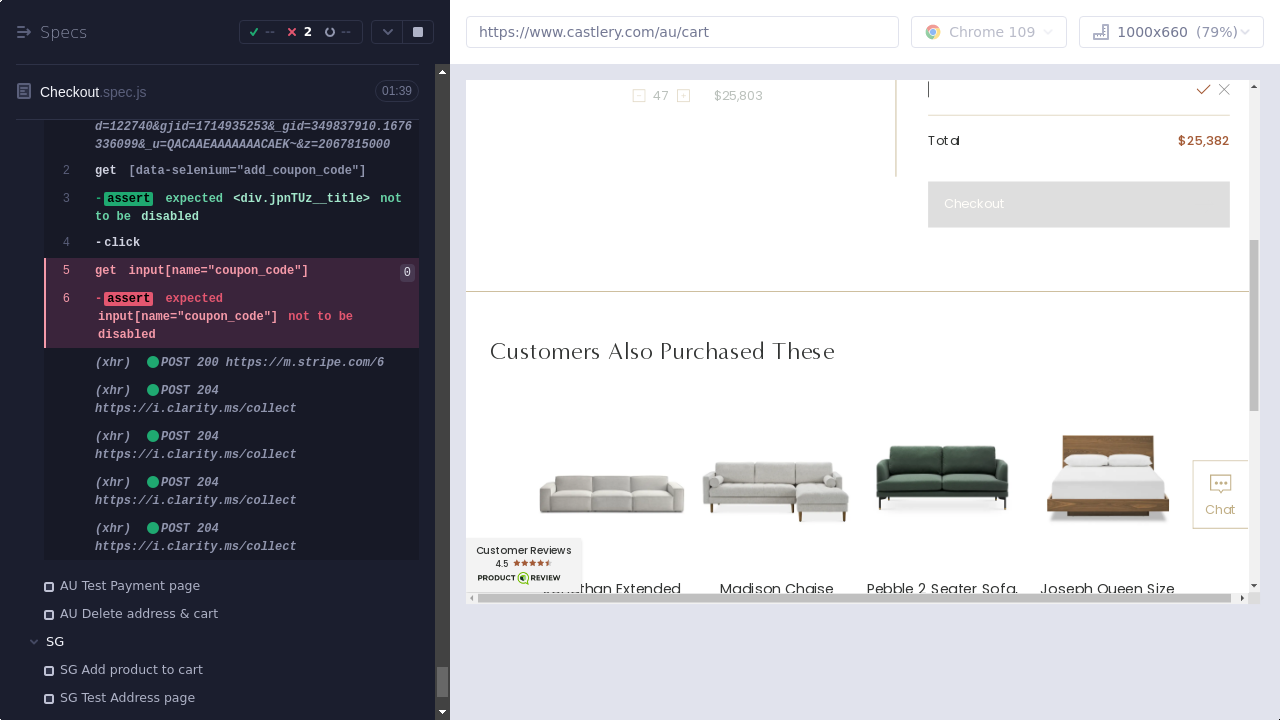 Specs
--
2
--
https://www.castlery.com/au/cart
Chrome 109
1000x660 (79%)
Checkout.spec.js
01:39
d=122740&gjid=1714935253&_gid=349837910.1676
336099&_u=QACAAEAAAAAAACAEK~&z=2067815000
2 get [data-selenium="add_coupon_code"]
3 -assert expected <div.jpnTUz__title> not
to be disabled
4 -click
5 get input[name="coupon_code"] 0
6 -assert expected
input[name="coupon_code"] not to be
disabled
(xhr) POST 200 https://m.stripe.com/6
(xhr) POST 204
https://i.clarity.ms/collect
(xhr) POST 204
https://i.clarity.ms/collect
(xhr) POST 204
https://i.clarity.ms/collect
(xhr) POST 204
https://i.clarity.ms/collect
AU Test Payment page
AU Delete address & cart
SG
SG Add product to cart
SG Test Address page
47
$25,803
Total $25,382
Checkout
Customers Also Purchased These
Chat
Customer Reviews
4.5
PRODUCT REVIEW
Extended
Madison Chaise
Pebble 2 Seater Sofa,
Joseph Queen Size